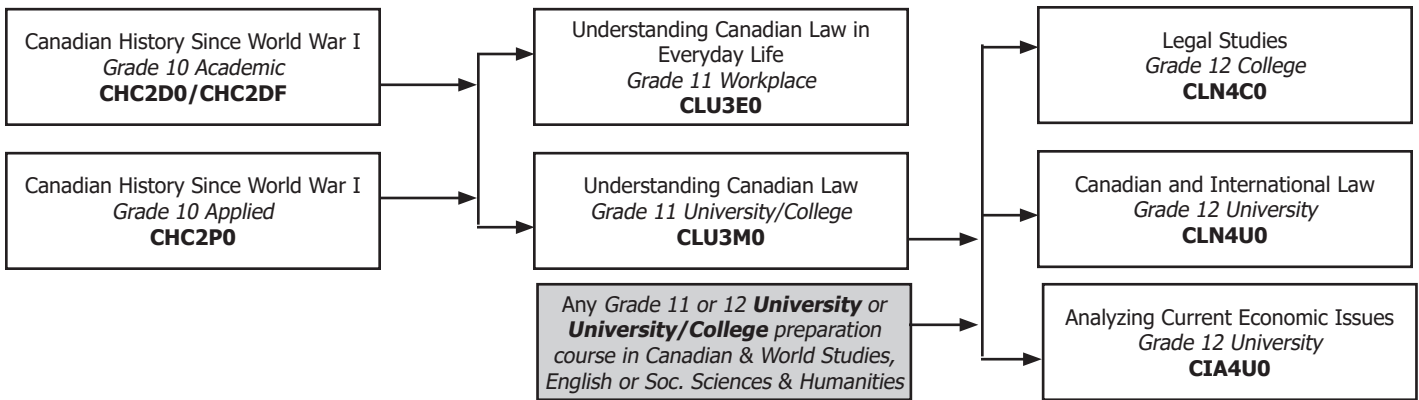 Canadian History Since World War I
Grade 10 Academic
CHC2D0/CHC2DF
Canadian History Since World War I
Grade 10 Applied
CHC2P0
Understanding Canadian Law in
Everyday Life
Grade 11 Workplace
CLU3E0
Understanding Canadian Law
Grade 11 University/College
CLU3M0
Any Grade 11 or 12 University or
University/College preparation
course in Canadian & World Studies,
English or Soc. Sciences & Humanities
Legal Studies
Grade 12 College
CLN4C0
Canadian and International Law
Grade 12 University
CLN4U0
Analyzing Current Economic Issues
Grade 12 University
CIA4U0